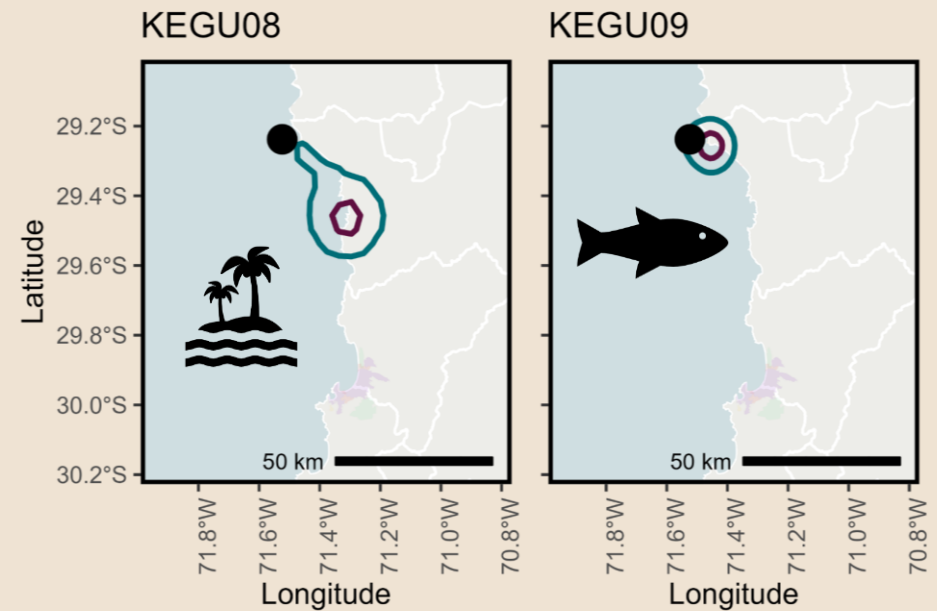 KEGU08
KEGU09
Latitude
29.2°S
29.4°S
29.6°S
29.8°S
30.0°S
30.2°S
50 km
50 km
71.8°W
71.6°W
71.4°W
71.2°W
71.0°W
70.8°W
71.8°W
71.6°W
71.4°W
71.2°W
71.0°W
70.8°W
Longitude
Longitude